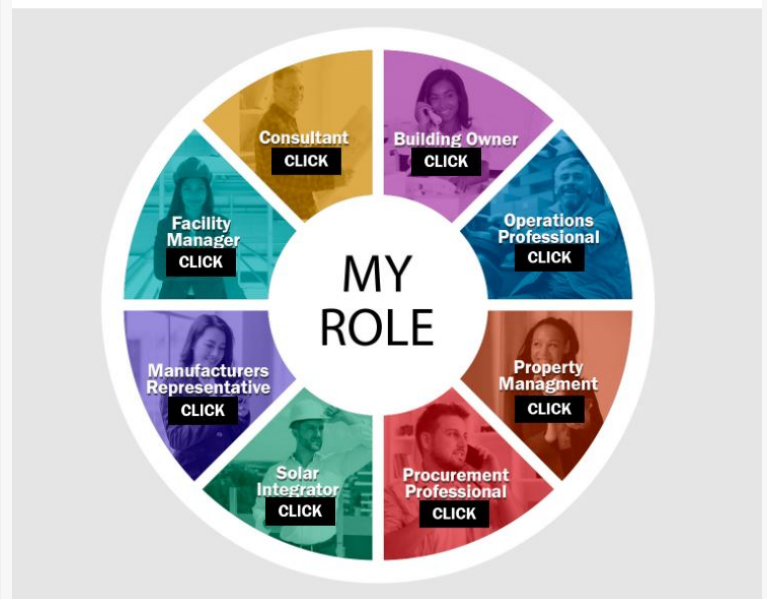 Consultant
CLICK
Building Owner
CLICK
Facility
Manager
CLICK
Operations
Professional
CLICK
MY
ROLE
Manufacturers
Representative
CLICK
Property
Managment
CLICK
Solar
Integrator
CLICK
Procurement
Professional
CLICK